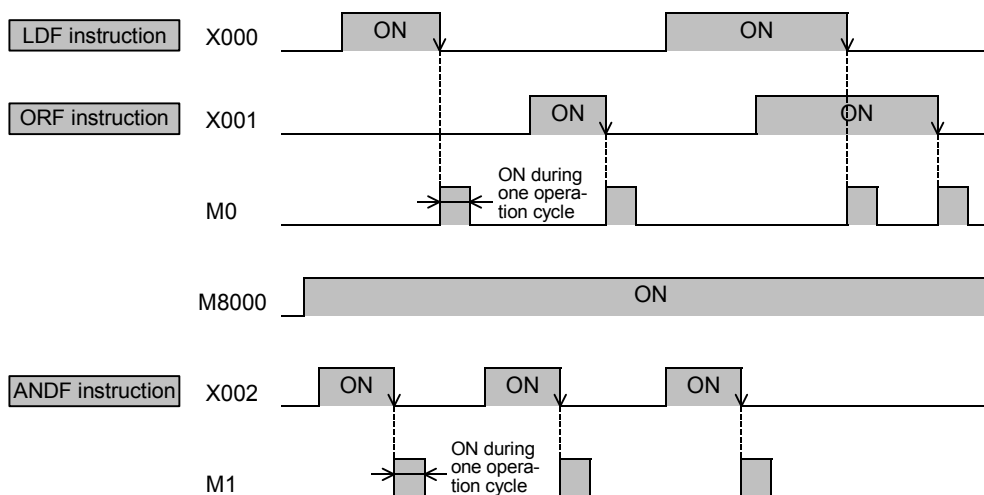 LDF instruction X000 ON ON
ORF instruction X001 ON ON
ON during
one opera-
tion cycle
M0
M8000 ON
ANDF instruction X002 ON ON ON
ON during
one opera-
tion cycle
M1